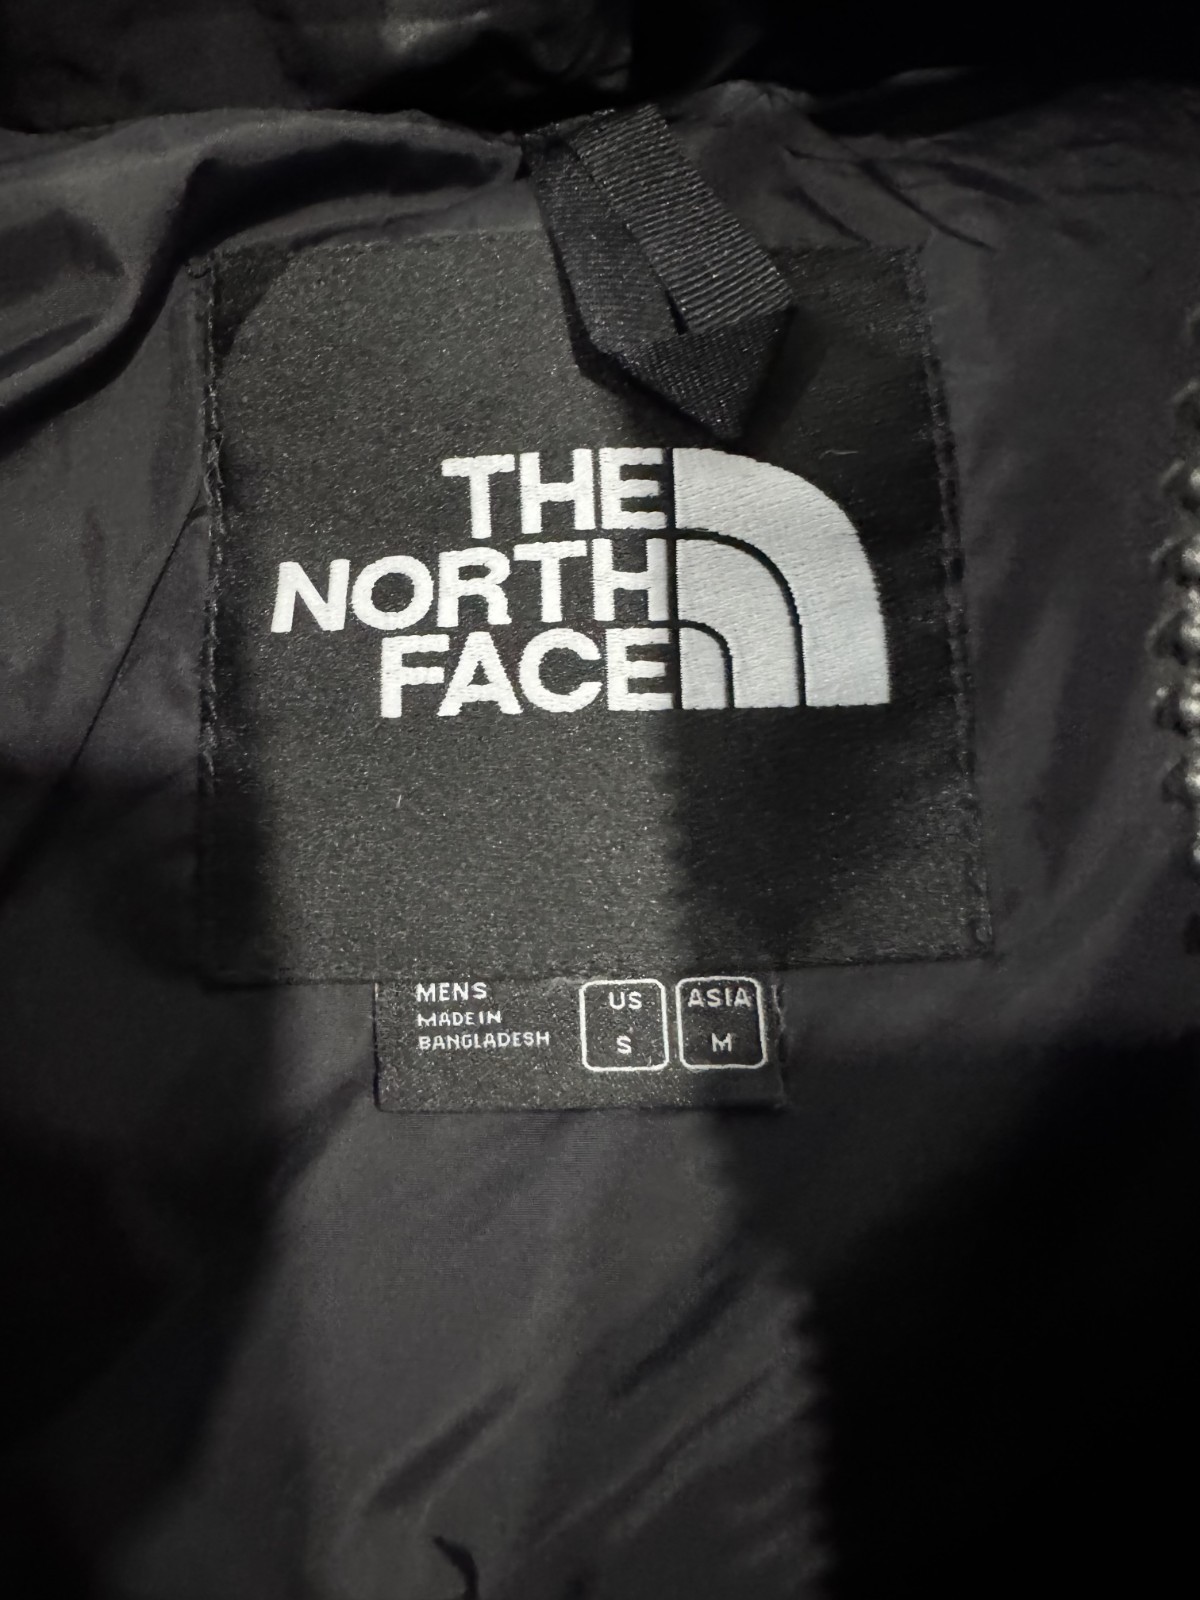 THE
NORTH
FACE
MENS
MADE IN
BANGLADESH
US
S
ASIA
M